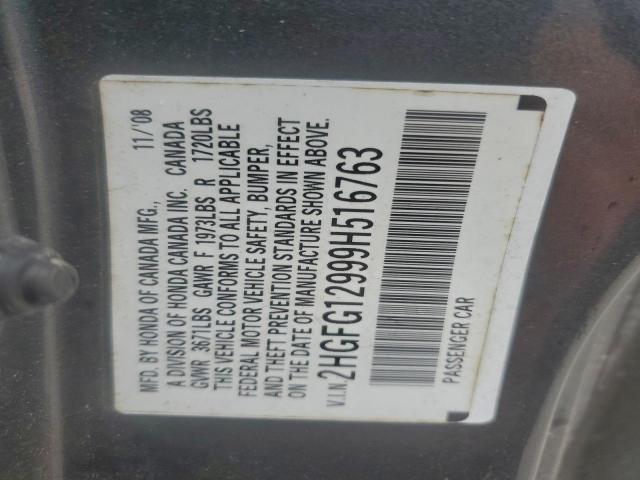 MFD. BY HONDA OF CANADA MFG., 11/'08
A DIVISION OF HONDA CANADA INC. CANADA
GVWR 3671LBS GAWR F 1973LBS R 1720LBS
THIS VEHICLE CONFORMS TO ALL APPLICABLE
FEDERAL MOTOR VEHICLE SAFETY, BUMPER,
AND THEFT PREVENTION STANDARDS IN EFFECT
ON THE DATE OF MANUFACTURE SHOWN ABOVE.
V.I.N. 2HGFG12999H516763
PASSENGER CAR